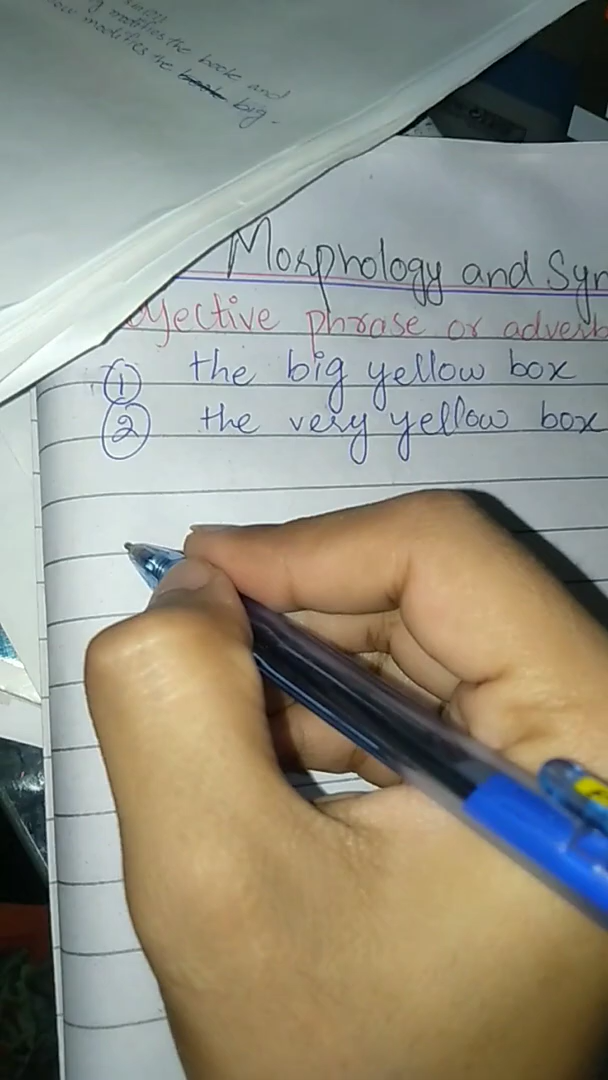 modifies the book and
modifies the book big.
Morphology and Syn
djective phrase or adverb
① the big yellow box
② the very yellow box